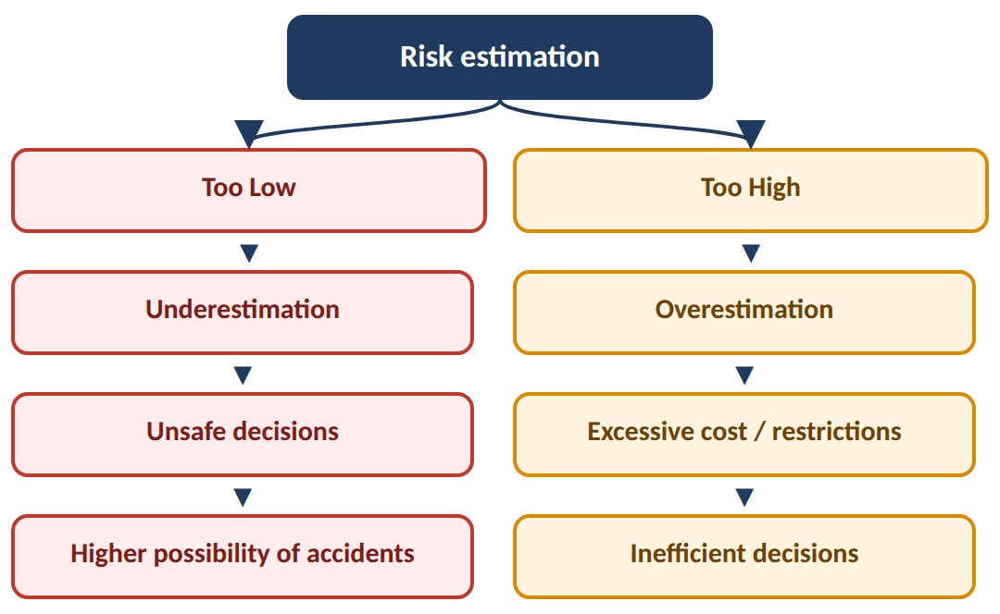 Risk estimation
Too Low
Too High
Underestimation
Overestimation
Unsafe decisions
Excessive cost / restrictions
Higher possibility of accidents
Inefficient decisions